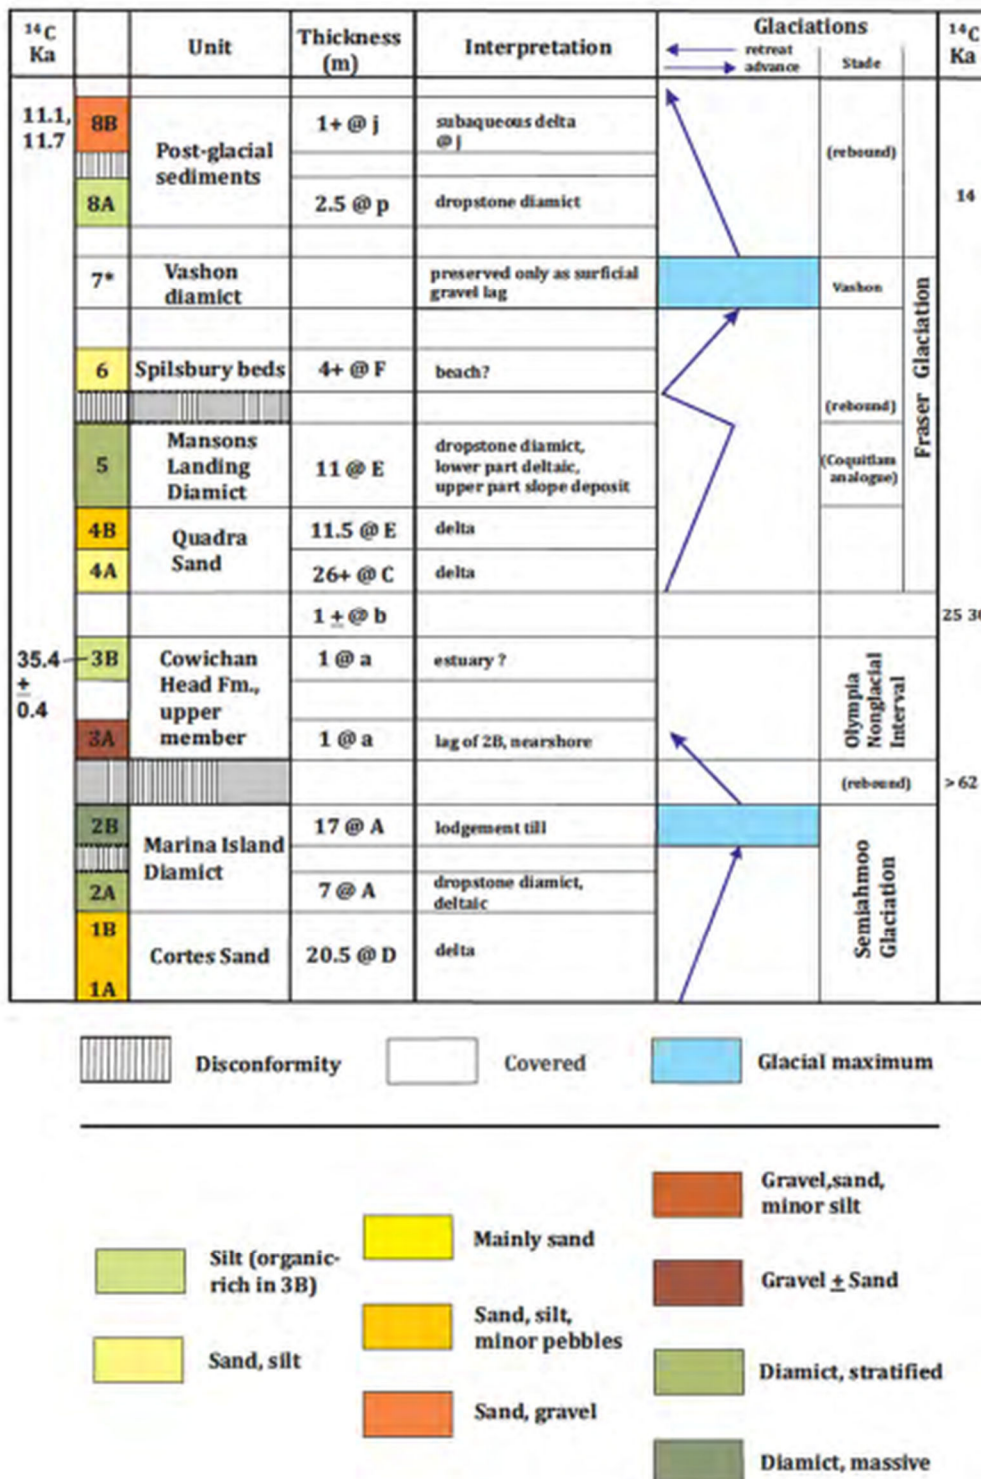 14C
Ka
Unit
Thickness
(m)
Interpretation
Glaciations
retreat
advance
Stade
14C
Ka
11.1,
11.7
8B
Post-glacial
sediments
1+ @ j
subaqueous delta
@ j
(rebound)
8A
2.5 @ p
dropstone diamict
14
7*
Vashon
diamict
preserved only as surficial
gravel lag
Vashon
Fraser Glaciation
6
Spilsbury beds
4+ @ F
beach?
(rebound)
5
Mansons
Landing
Diamict
11 @ E
dropstone diamict,
lower part deltaic,
upper part slope deposit
(Coquitlam
analogue)
4B
Quadra
Sand
11.5 @ E
delta
4A
26+ @ C
delta
1 ± @ b
25 30
35.4
±
0.4
3B
Cowichan
Head Fm.,
upper
member
1 @ a
estuary ?
Olympia
Nonglacial
Interval
3A
1 @ a
lag of 2B, nearshore
(rebound)
>62
2B
Marina Island
Diamict
17 @ A
lodgement till
Semiahmoo
Glaciation
2A
7 @ A
dropstone diamict,
deltaic
1B
Cortes Sand
20.5 @ D
delta
1A
Disconformity
Covered
Glacial maximum
Silt (organic-
rich in 3B)
Sand, silt
Mainly sand
Sand, silt,
minor pebbles
Sand, gravel
Gravel,sand,
minor silt
Gravel ± Sand
Diamict, stratified
Diamict, massive